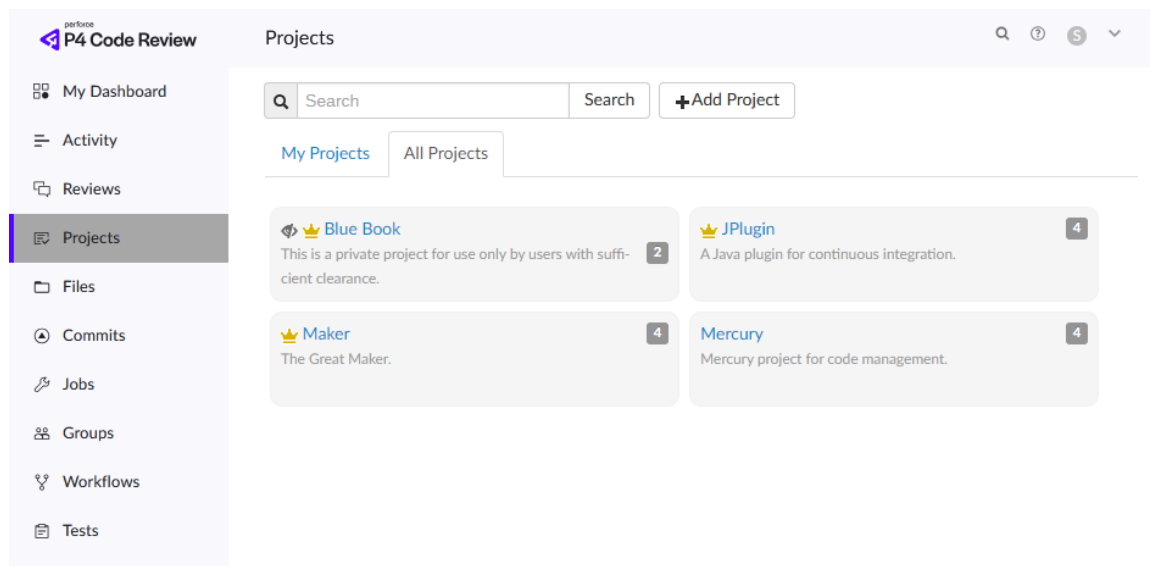 perforce
P4 Code Review
Projects
S
My Dashboard
Activity
Reviews
Projects
Files
Commits
Jobs
Groups
Workflows
Tests
Search
Search
Add Project
My Projects
All Projects
Blue Book
This is a private project for use only by users with suffi-
cient clearance.
2
JPlugin
A Java plugin for continuous integration.
4
Maker
The Great Maker.
4
Mercury
Mercury project for code management.
4